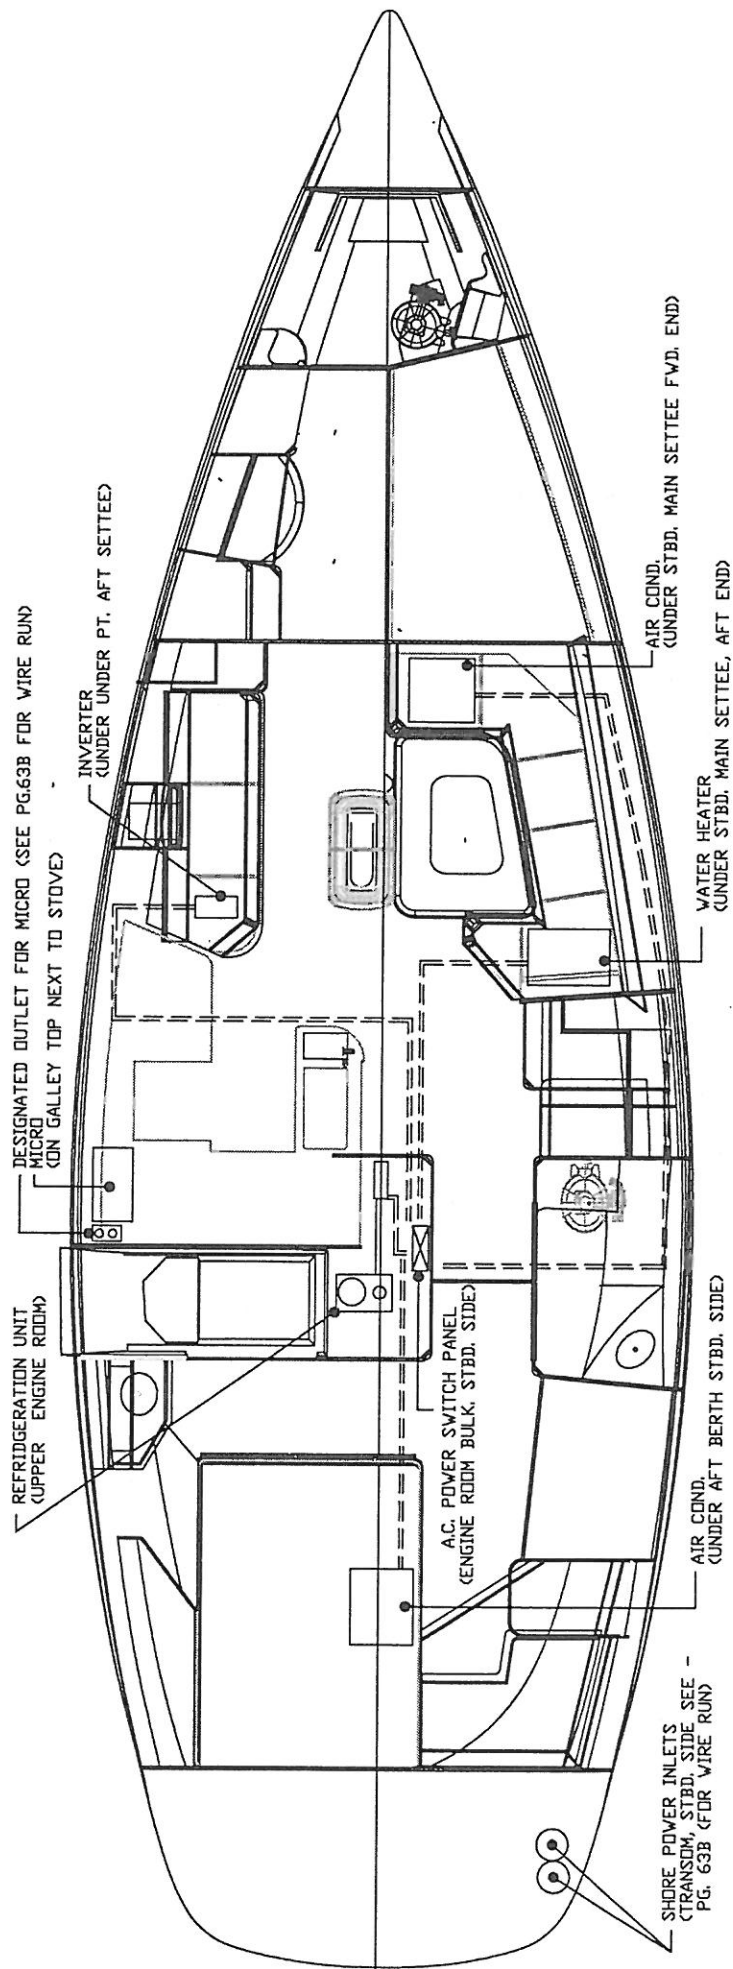 DESIGNATED OUTLET FOR MICRO (SEE PG.63B FOR WIRE RUN)
MICRO
(ON GALLEY TOP NEXT TO STOVE)
INVERTER
(UNDER UNDER PT. AFT SETTEE)
REFRIDGERATION UNIT
(UPPER ENGINE ROOM)
A.C. POWER SWITCH PANEL
(ENGINE ROOM BULK. STBD. SIDE)
AIR COND.
(UNDER STBD. MAIN SETTEE FWD. END)
WATER HEATER
(UNDER STBD. MAIN SETTEE, AFT END)
AIR COND.
(UNDER AFT BERTH STBD. SIDE)
SHORE POWER INLETS
(TRANSOM, STBD. SIDE SEE -
PG. 63B (FOR WIRE RUN)